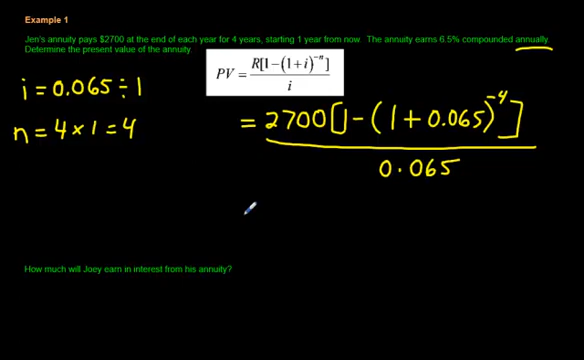 Example 1
Jen's annuity pays $2700 at the end of each year for 4 years, starting 1 year from now. The annuity earns 6.5% compounded annually.
Determine the present value of the annuity.
PV = R[1−(1+i)^−n] / i
i = 0.065 ÷ 1
n = 4 × 1 = 4
= 2700[1 − (1 + 0.065)^−4] / 0.065
How much will Joey earn in interest from his annuity?